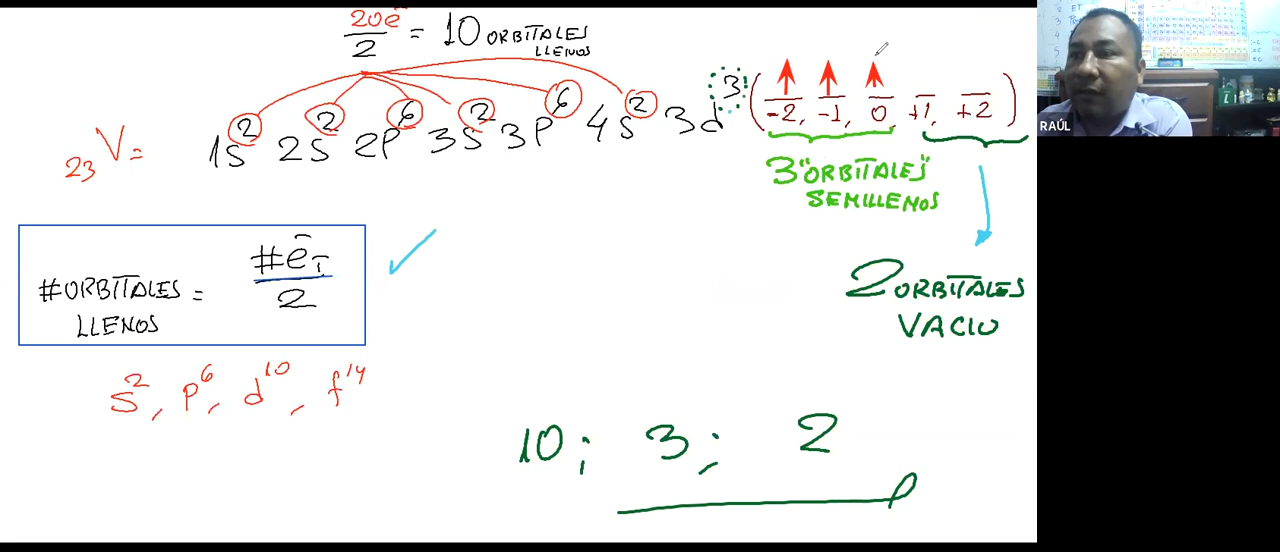 20e⁻/2 = 10 ORBITALES LLENOS
₂₃V = 1s² 2s² 2p⁶ 3s² 3p⁶ 4s² 3d³ (-2, -1, 0, +1, +2)
3 "ORBITALES" SEMILLENOS
2 ORBITALES VACIO
#ORBITALES LLENOS = #e⁻T/2
s², p⁶, d¹⁰, f¹⁴
10; 3; 2
RAÚL